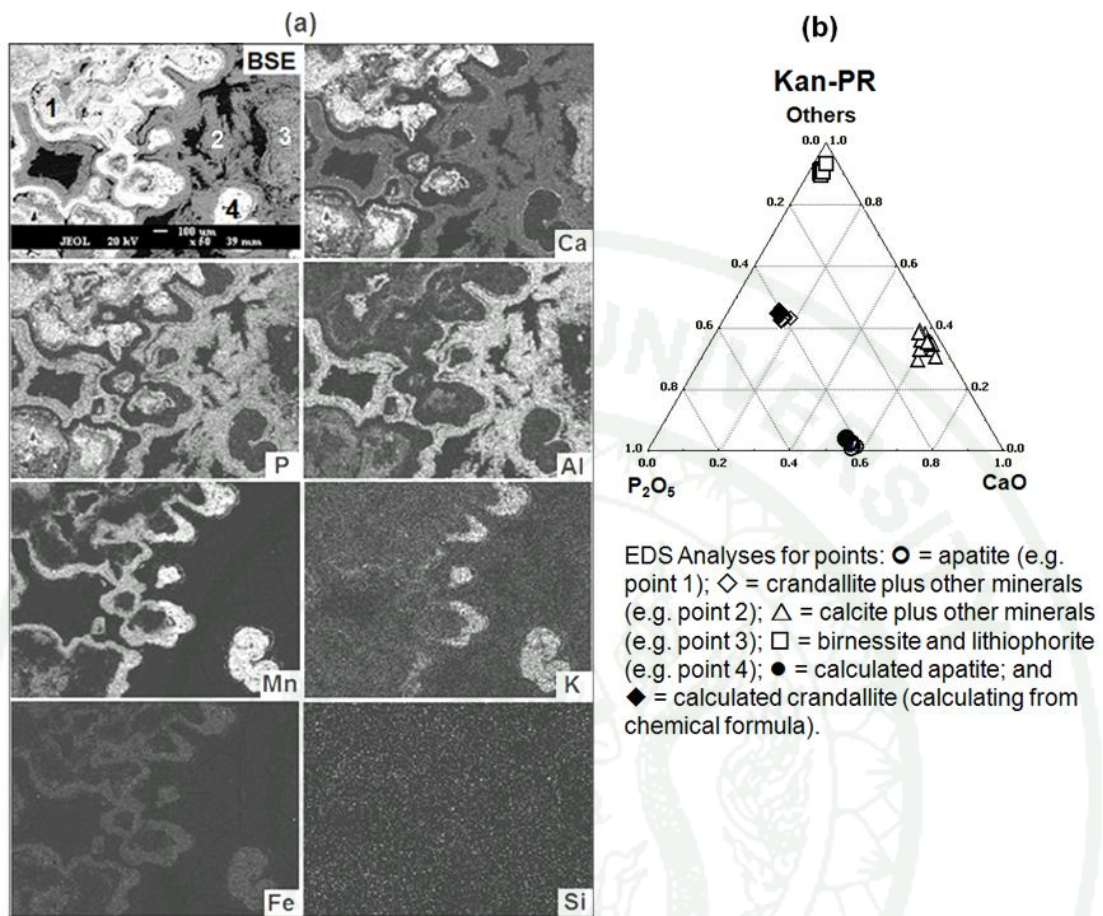 (a)
BSE
1
2
3
4
100 um
JEOL 20 kV x 50 39 mm
Ca
P
Al
Mn
K
Fe
Si
(b)
Kan-PR
Others
0.0 1.0
0.2
0.4 0.6
0.8
0.8
0.6 0.4
0.2
1.0 0.0
0.0 0.2 0.4 0.6 0.8 1.0
P₂O₅ CaO
EDS Analyses for points: ○ = apatite (e.g.
point 1); ◇ = crandallite plus other minerals
(e.g. point 2); △ = calcite plus other minerals
(e.g. point 3); □ = birnessite and lithiophorite
(e.g. point 4); ● = calculated apatite; and
◆ = calculated crandallite (calculating from
chemical formula).
UNIVERSIT